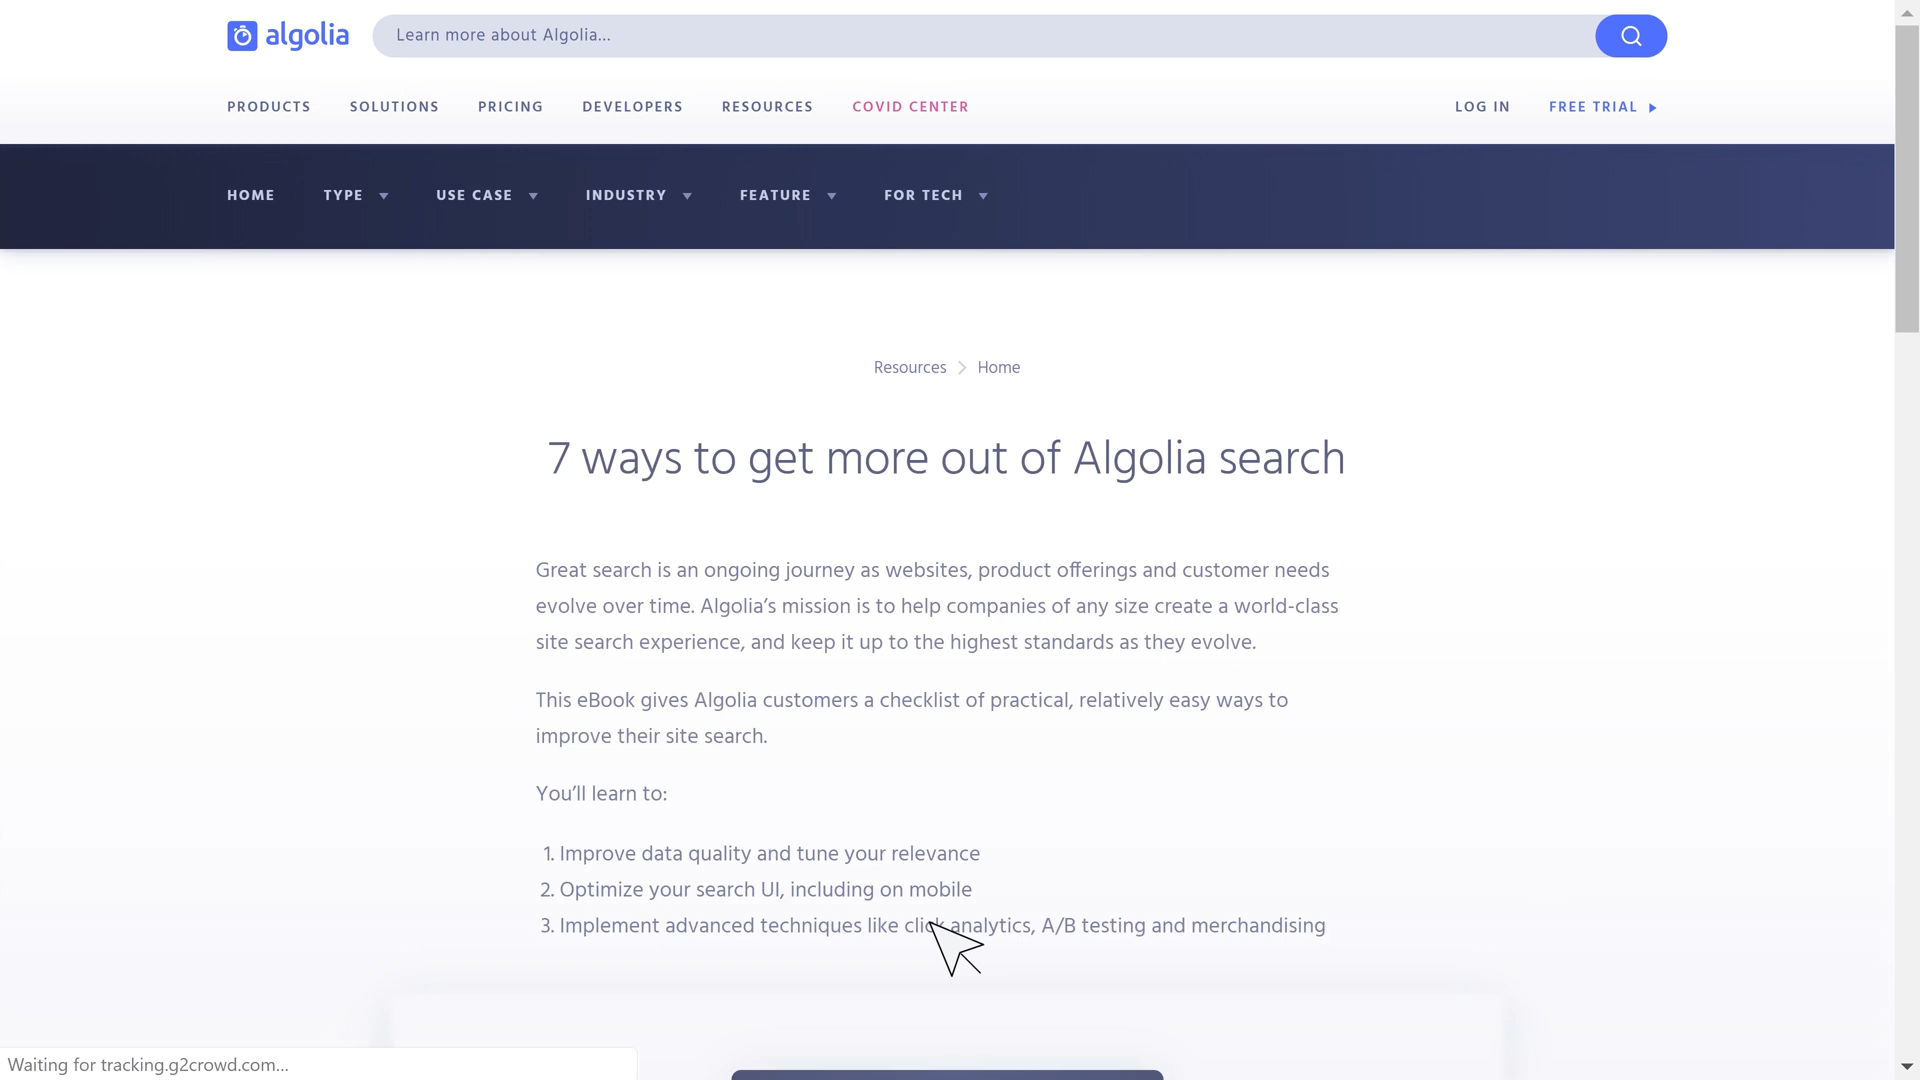 algolia
Learn more about Algolia...
PRODUCTS SOLUTIONS PRICING DEVELOPERS RESOURCES COVID CENTER LOG IN FREE TRIAL
HOME TYPE USE CASE INDUSTRY FEATURE FOR TECH
Resources Home
7 ways to get more out of Algolia search
Great search is an ongoing journey as websites, product offerings and customer needs
evolve over time. Algolia’s mission is to help companies of any size create a world-class
site search experience, and keep it up to the highest standards as they evolve.
This eBook gives Algolia customers a checklist of practical, relatively easy ways to
improve their site search.
You’ll learn to:
1. Improve data quality and tune your relevance
2. Optimize your search UI, including on mobile
3. Implement advanced techniques like click analytics, A/B testing and merchandising
Waiting for tracking.g2crowd.com...